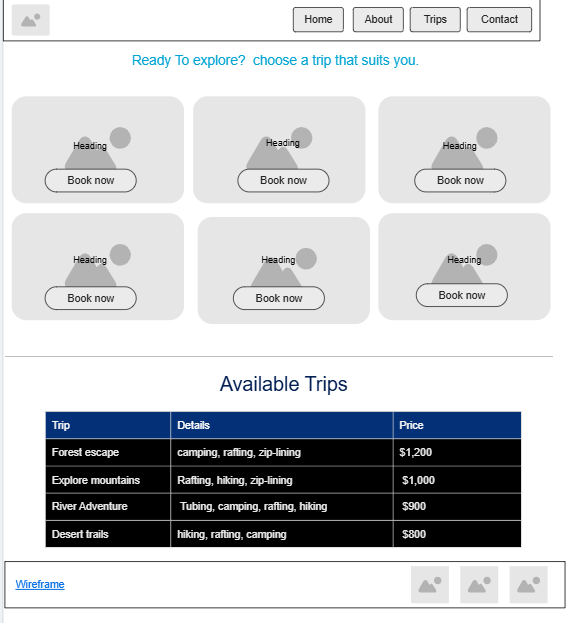 Home About Trips Contact
Ready To explore?  choose a trip that suits you.
Heading Heading Heading
Book now Book now Book now
Heading Heading Heading
Book now Book now Book now
Available Trips
Trip Details Price
Forest escape camping, rafting, zip-lining $1,200
Explore mountains Rafting, hiking, zip-lining $1,000
River Adventure Tubing, camping, rafting, hiking $900
Desert trails hiking, rafting, camping $800
Wireframe